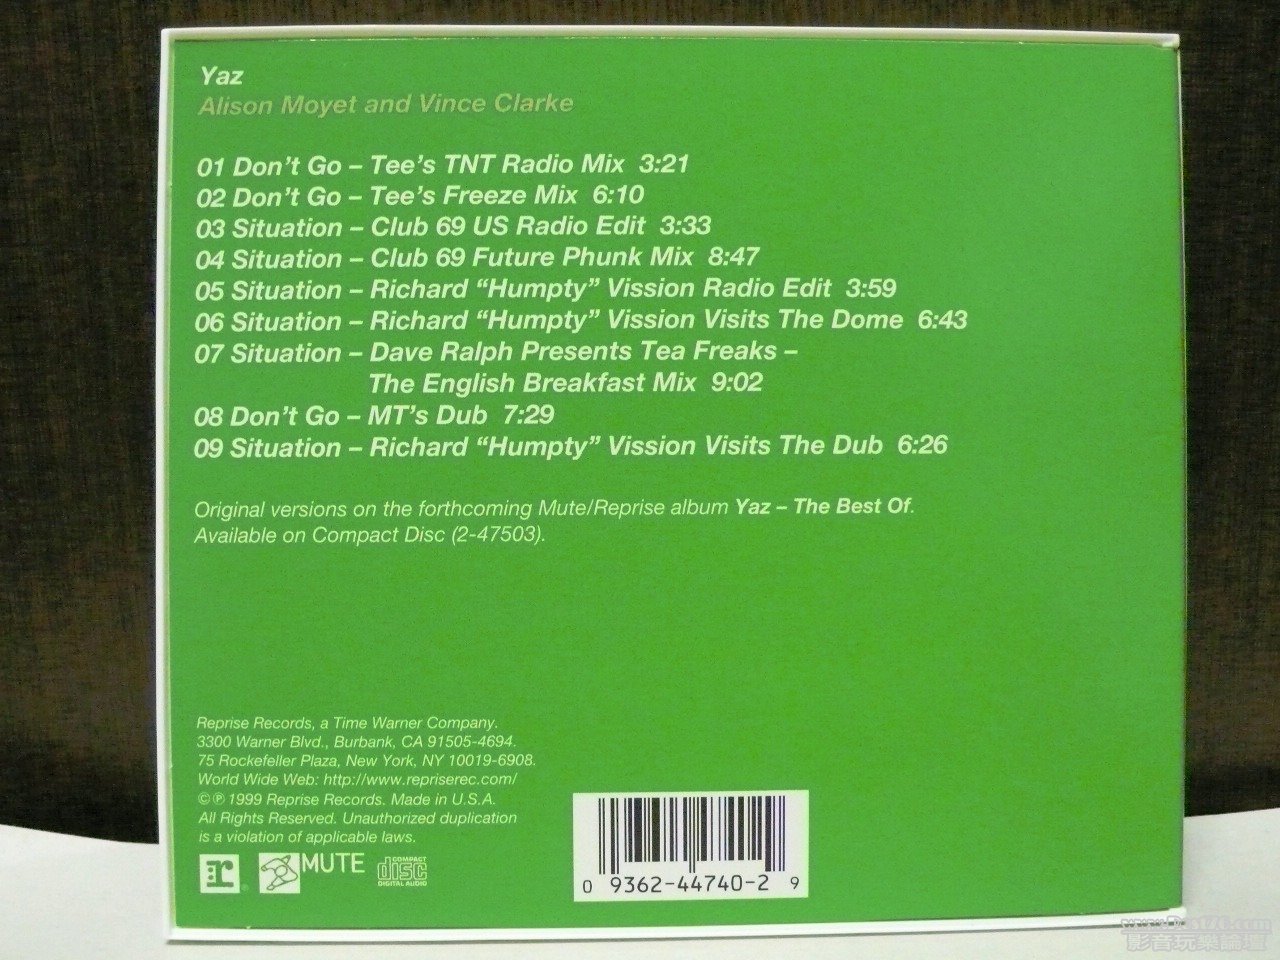 Yaz
Alison Moyet and Vince Clarke
01 Don't Go – Tee's TNT Radio Mix 3:21
02 Don't Go – Tee's Freeze Mix 6:10
03 Situation – Club 69 US Radio Edit 3:33
04 Situation – Club 69 Future Phunk Mix 8:47
05 Situation – Richard "Humpty" Vission Radio Edit 3:59
06 Situation – Richard "Humpty" Vission Visits The Dome 6:43
07 Situation – Dave Ralph Presents Tea Freaks –
The English Breakfast Mix 9:02
08 Don't Go – MT's Dub 7:29
09 Situation – Richard "Humpty" Vission Visits The Dub 6:26
Original versions on the forthcoming Mute/Reprise album Yaz – The Best Of.
Available on Compact Disc (2-47503).
Reprise Records, a Time Warner Company.
3300 Warner Blvd., Burbank, CA 91505-4694.
75 Rockefeller Plaza, New York, NY 10019-6908.
World Wide Web: http://www.repriserec.com/
©℗ 1999 Reprise Records. Made in U.S.A.
All Rights Reserved. Unauthorized duplication
is a violation of applicable laws.
r MUTE COMPACT disc DIGITAL AUDIO
0 93624-44740-2 9
影音玩樂論壇